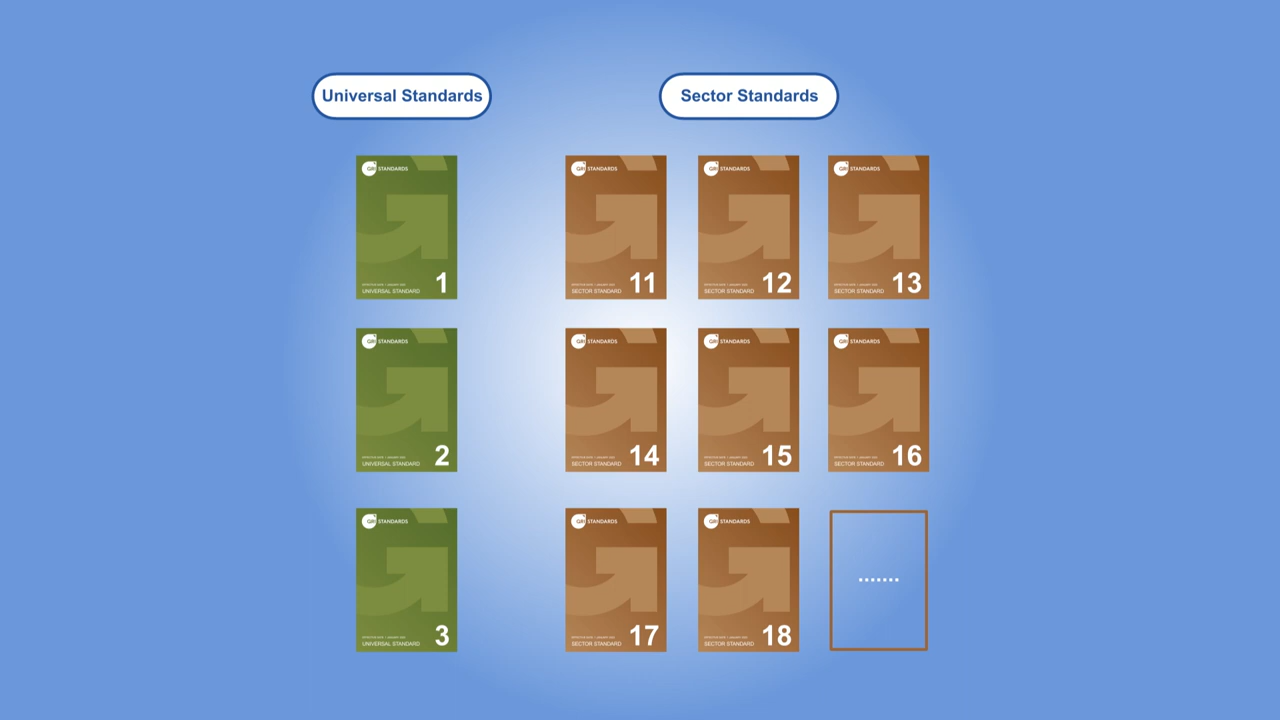 Universal Standards
Sector Standards
GRI STANDARDS
GRI STANDARDS
GRI STANDARDS
GRI STANDARDS
1
UNIVERSAL STANDARD
11
SECTOR STANDARD
12
SECTOR STANDARD
13
SECTOR STANDARD
GRI STANDARDS
GRI STANDARDS
GRI STANDARDS
GRI STANDARDS
2
UNIVERSAL STANDARD
14
SECTOR STANDARD
15
SECTOR STANDARD
16
SECTOR STANDARD
GRI STANDARDS
GRI STANDARDS
GRI STANDARDS
3
UNIVERSAL STANDARD
17
SECTOR STANDARD
18
SECTOR STANDARD
.......